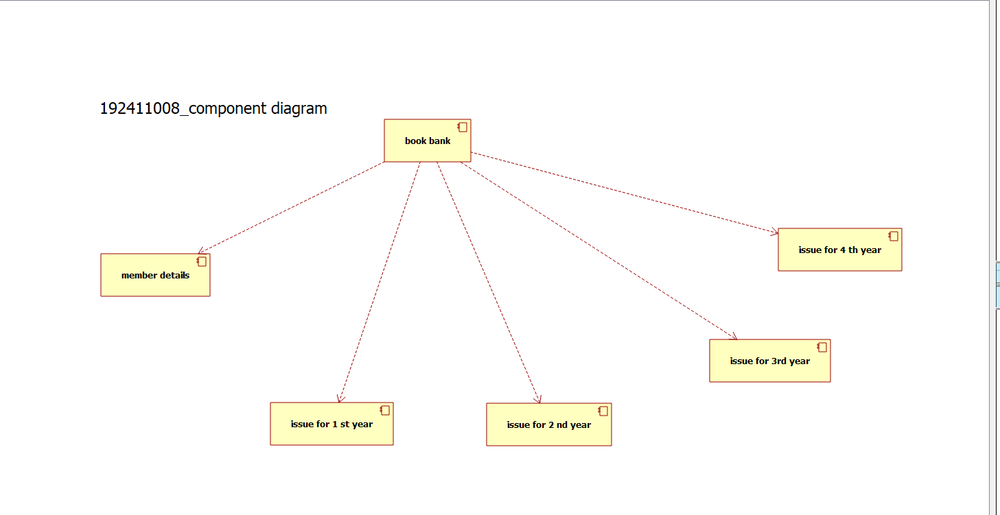 192411008_component diagram
book bank
issue for 4 th year
member details
issue for 3rd year
issue for 1 st year
issue for 2 nd year